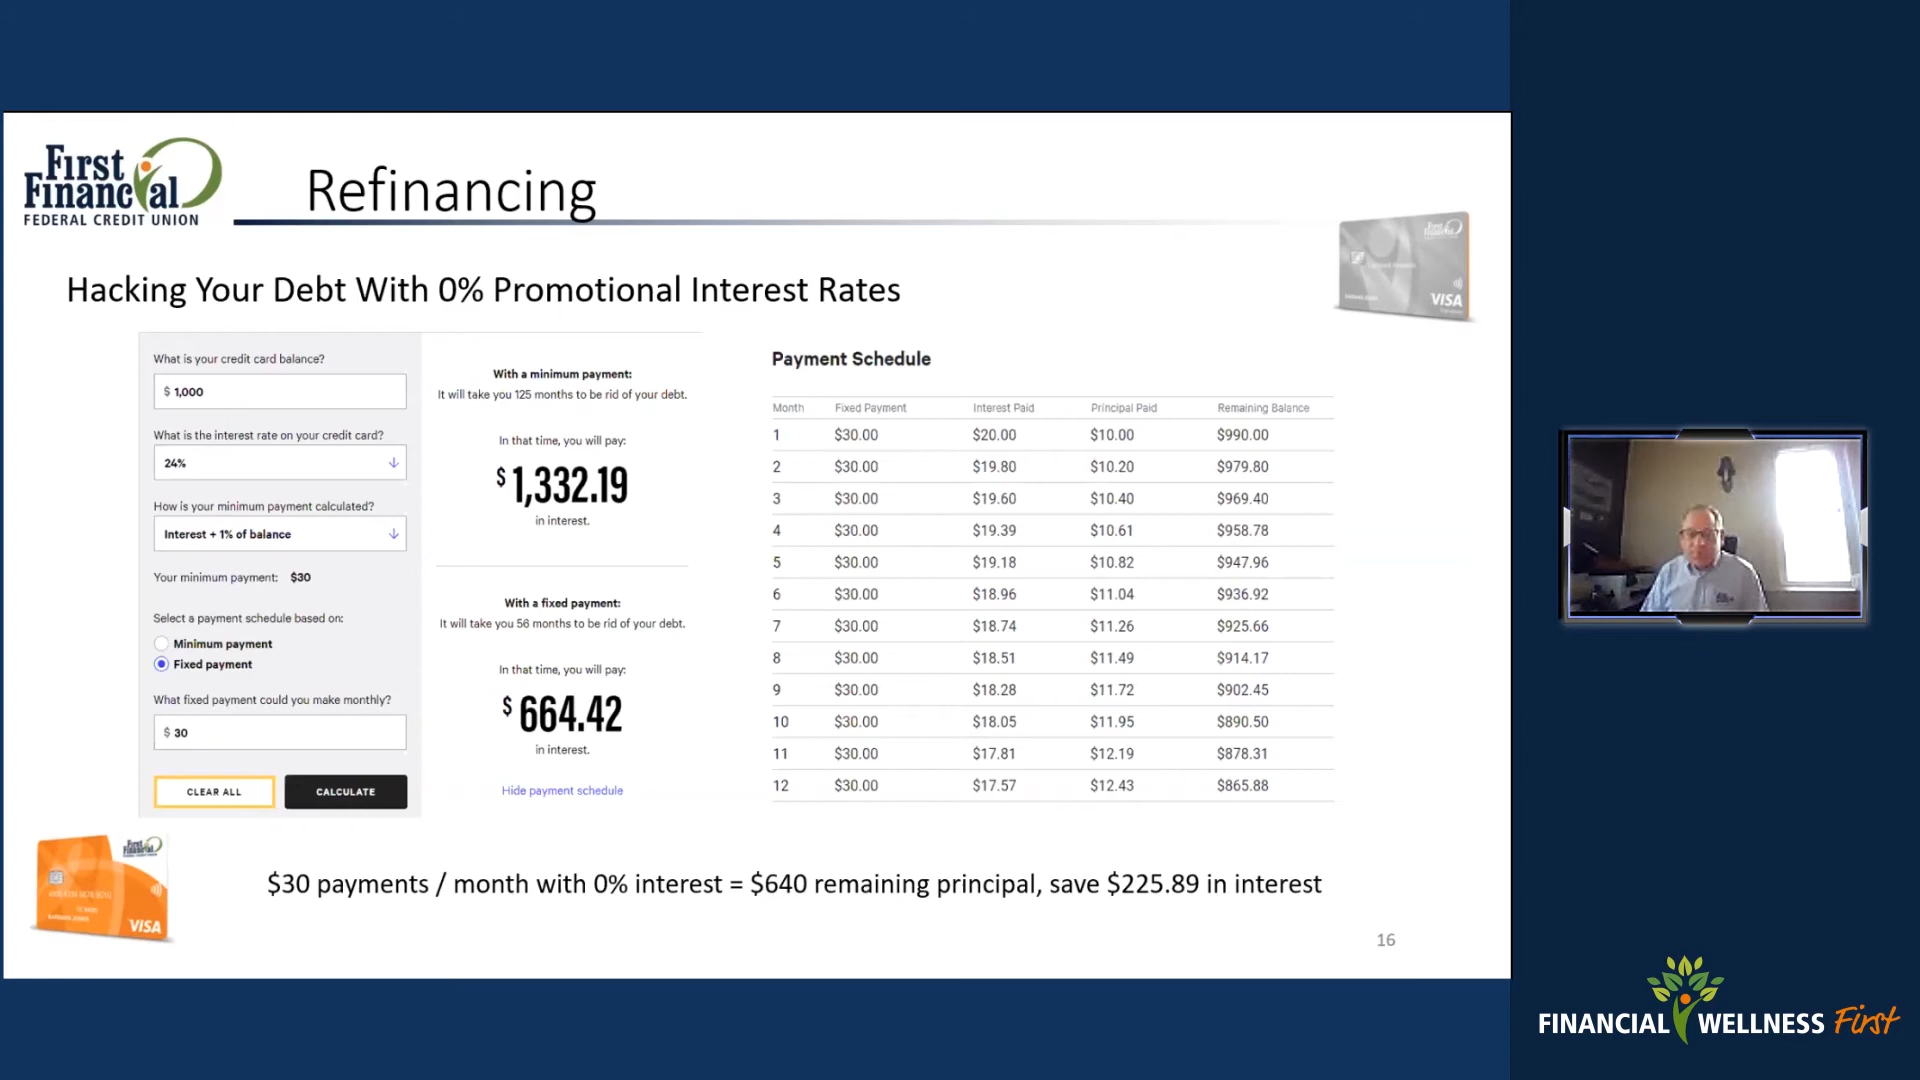 First
Financial
FEDERAL CREDIT UNION
Refinancing
Hacking Your Debt With 0% Promotional Interest Rates
VISA
What is your credit card balance?
$ 1,000
What is the interest rate on your credit card?
24%
How is your minimum payment calculated?
Interest + 1% of balance
Your minimum payment: $30
Select a payment schedule based on:
Minimum payment
Fixed payment
What fixed payment could you make monthly?
$ 30
CLEAR ALL CALCULATE
With a minimum payment:
It will take you 125 months to be rid of your debt.
In that time, you will pay:
$1,332.19
in interest.
With a fixed payment:
It will take you 56 months to be rid of your debt.
In that time, you will pay:
$664.42
in interest.
Hide payment schedule
Payment Schedule
Month Fixed Payment Interest Paid Principal Paid Remaining Balance
1 $30.00 $20.00 $10.00 $990.00
2 $30.00 $19.80 $10.20 $979.80
3 $30.00 $19.60 $10.40 $969.40
4 $30.00 $19.39 $10.61 $958.78
5 $30.00 $19.18 $10.82 $947.96
6 $30.00 $18.96 $11.04 $936.92
7 $30.00 $18.74 $11.26 $925.66
8 $30.00 $18.51 $11.49 $914.17
9 $30.00 $18.28 $11.72 $902.45
10 $30.00 $18.05 $11.95 $890.50
11 $30.00 $17.81 $12.19 $878.31
12 $30.00 $17.57 $12.43 $865.88
First
Financial
VISA
$30 payments / month with 0% interest = $640 remaining principal, save $225.89 in interest
16
FINANCIAL WELLNESS First